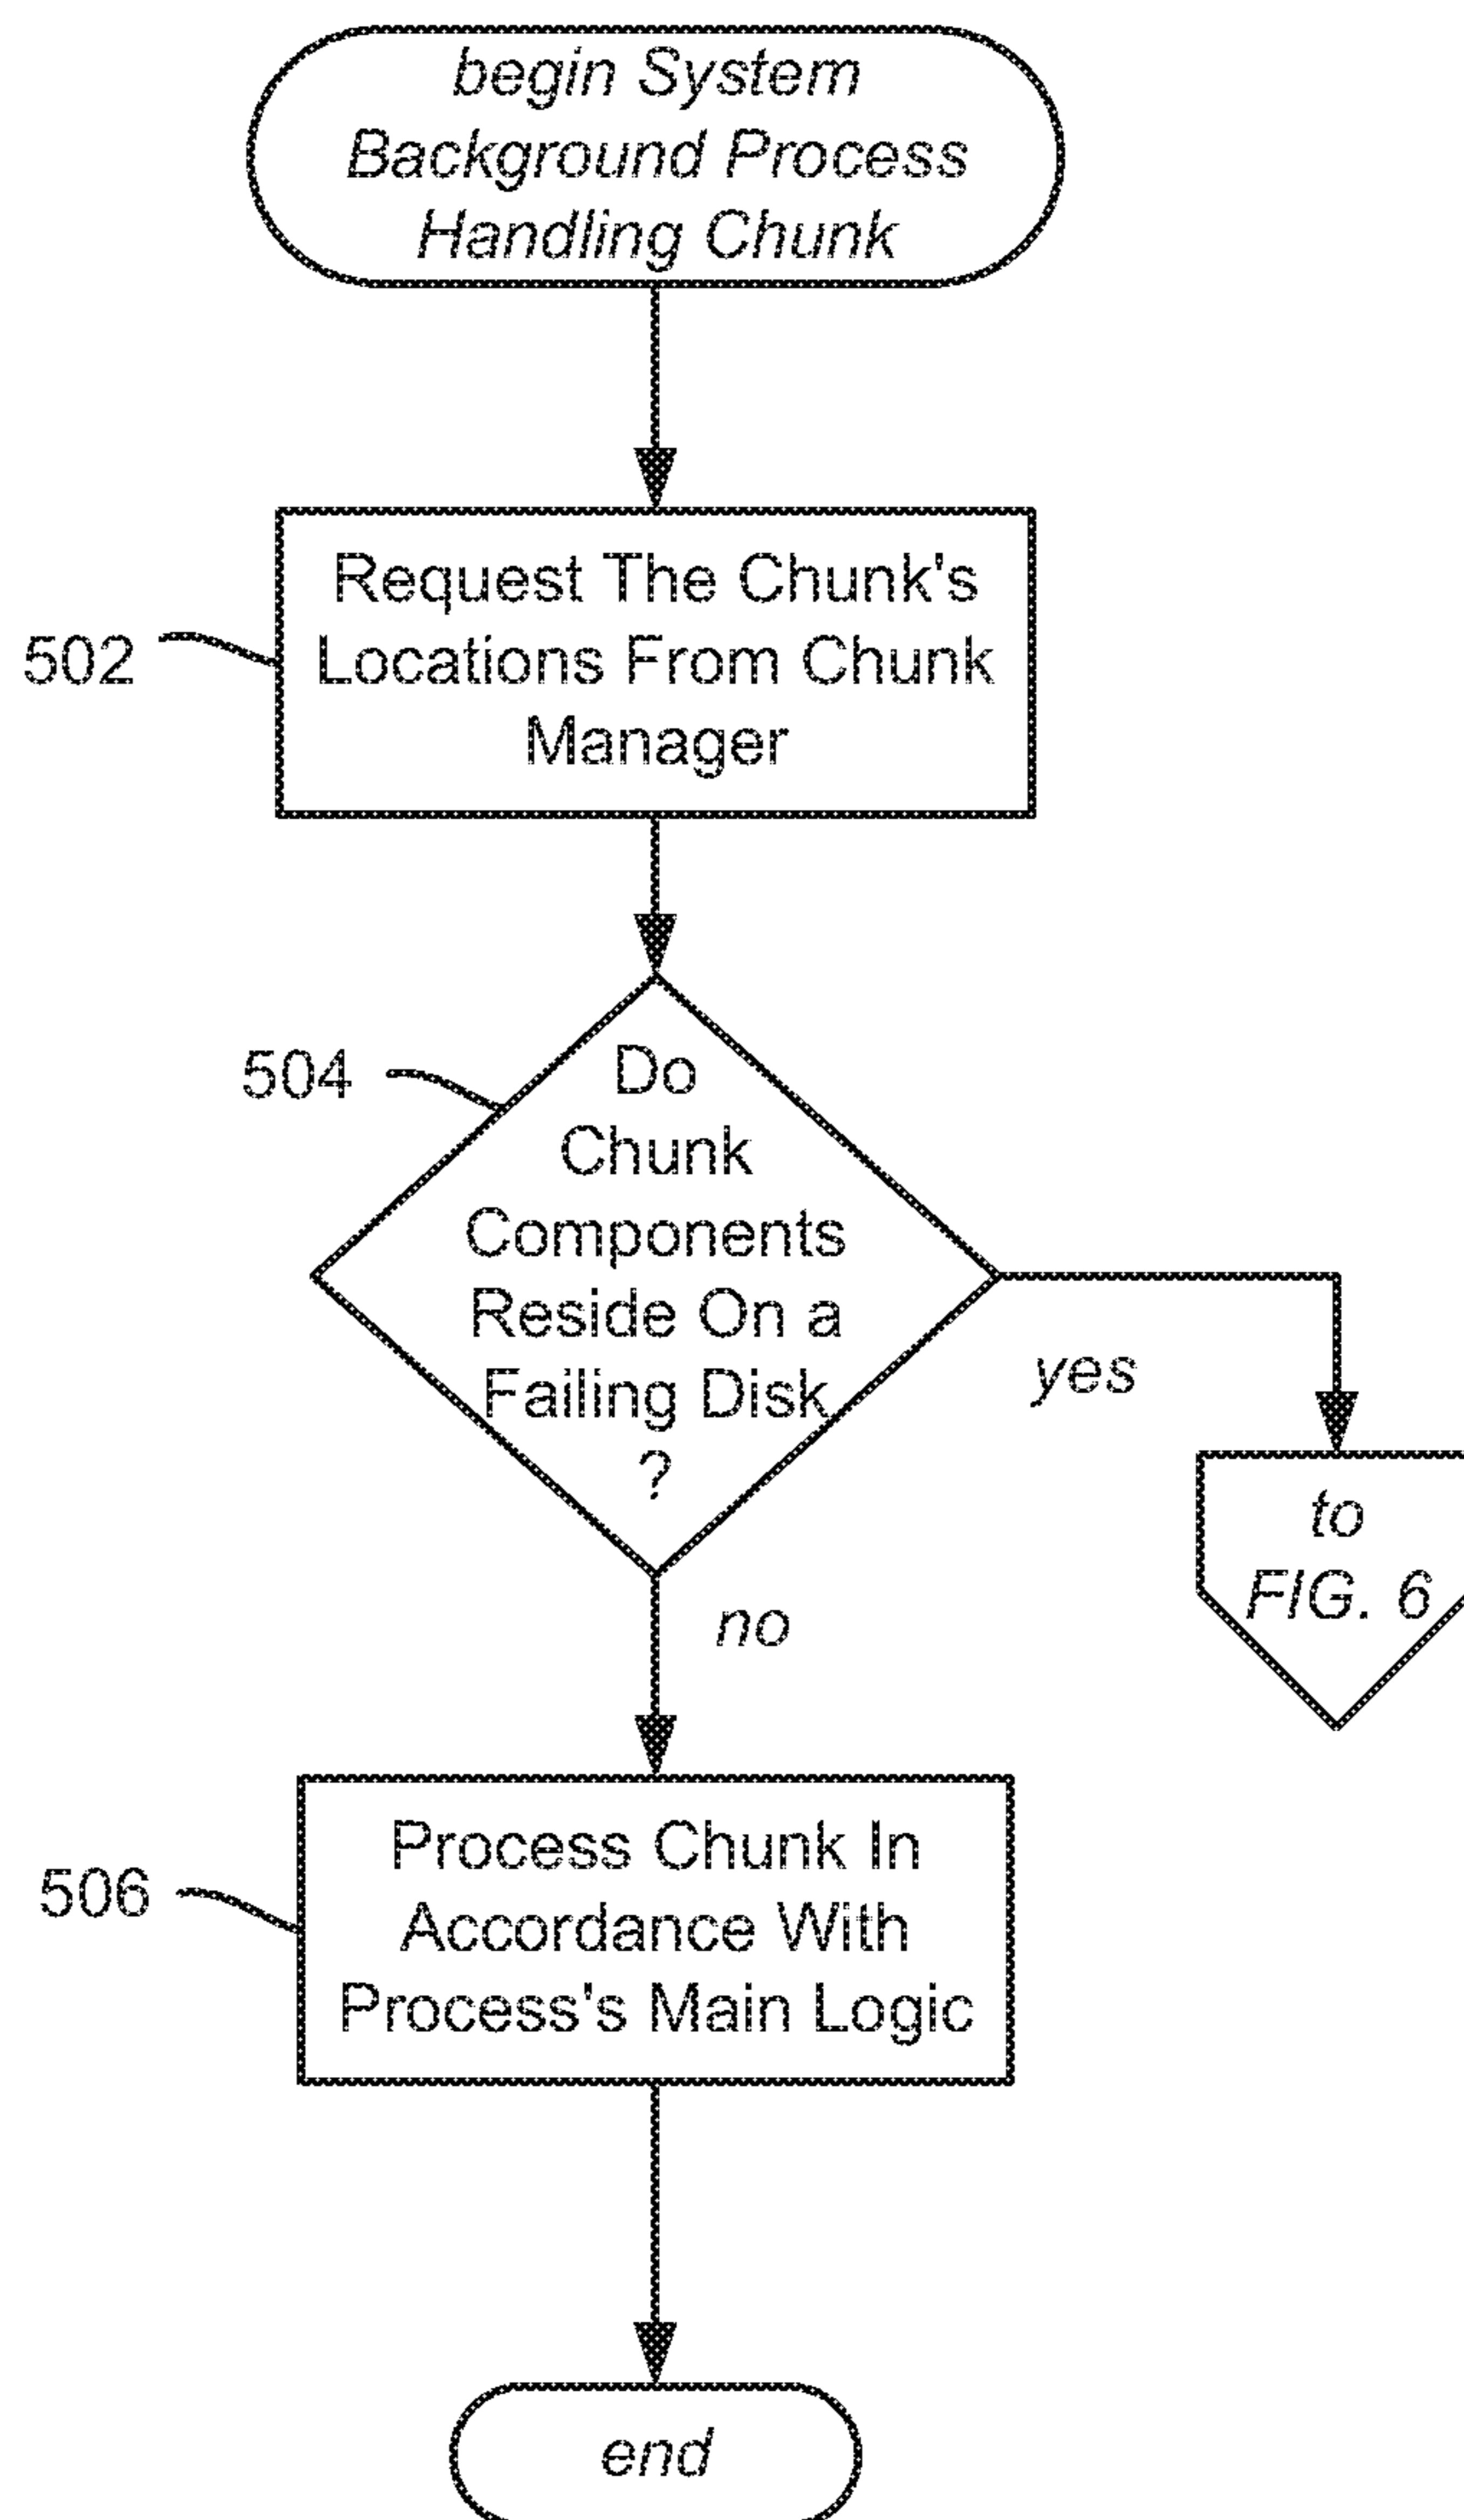 begin System
Background Process
Handling Chunk
Request The Chunk's
Locations From Chunk
Manager
502
504
Do
Chunk
Components
Reside On a
Failing Disk
?
yes
to
FIG. 6
no
Process Chunk In
Accordance With
Process's Main Logic
506
end